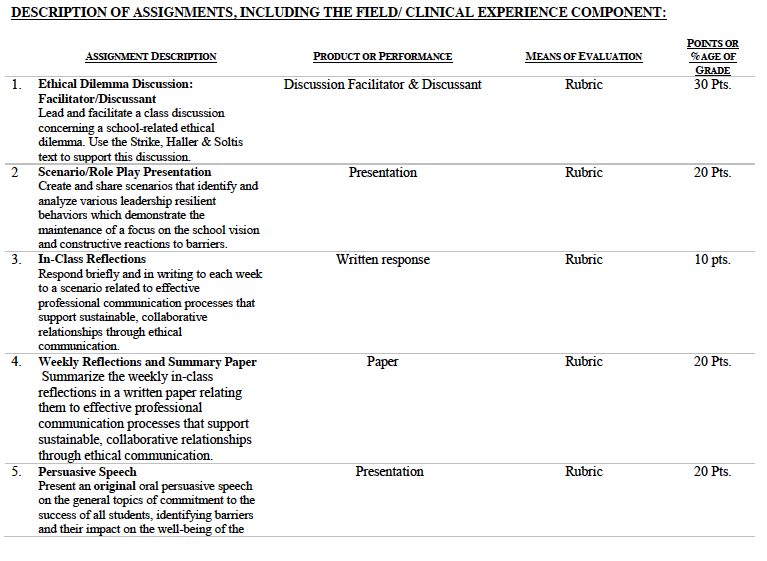 DESCRIPTION OF ASSIGNMENTS, INCLUDING THE FIELD/ CLINICAL EXPERIENCE COMPONENT:
ASSIGNMENT DESCRIPTION PRODUCT OR PERFORMANCE MEANS OF EVALUATION POINTS OR %AGE OF GRADE
1. Ethical Dilemma Discussion: Discussion Facilitator & Discussant Rubric 30 Pts.
Facilitator/Discussant
Lead and facilitate a class discussion
concerning a school-related ethical
dilemma. Use the Strike, Haller & Soltis
text to support this discussion.
2 Scenario/Role Play Presentation Presentation Rubric 20 Pts.
Create and share scenarios that identify and
analyze various leadership resilient
behaviors which demonstrate the
maintenance of a focus on the school vision
and constructive reactions to barriers.
3. In-Class Reflections Written response Rubric 10 pts.
Respond briefly and in writing to each week
to a scenario related to effective
professional communication processes that
support sustainable, collaborative
relationships through ethical
communication.
4. Weekly Reflections and Summary Paper Paper Rubric 20 Pts.
Summarize the weekly in-class
reflections in a written paper relating
them to effective professional
communication processes that support
sustainable, collaborative relationships
through ethical communication.
5. Persuasive Speech Presentation Rubric 20 Pts.
Present an original oral persuasive speech
on the general topics of commitment to the
success of all students, identifying barriers
and their impact on the well-being of the